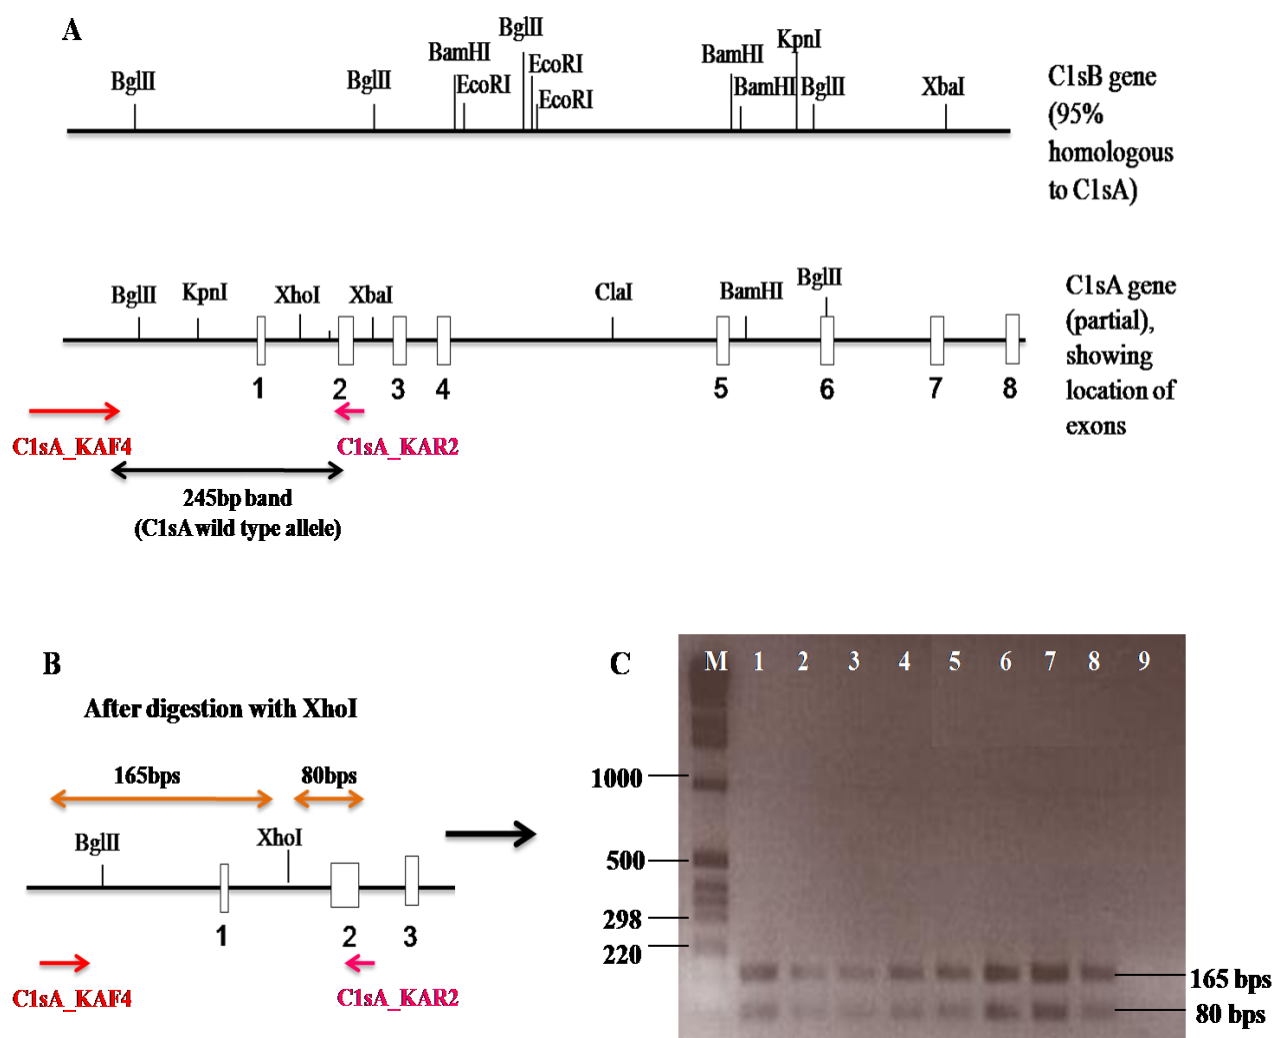 A
BglII
BglII
BamHI
EcoRI
BglII
EcoRI
EcoRI
BamHI
BamHI
KpnI
BglII
XbaI
C1sB gene
(95%
homologous
to C1sA)
BglII
KpnI
XhoI
XbaI
ClaI
BamHI
BglII
C1sA gene
(partial),
showing
location of
exons
1
2
3
4
5
6
7
8
C1sA_KAF4
C1sA_KAR2
245bp band
(C1sA wild type allele)
B
After digestion with XhoI
165bps
80bps
BglII
XhoI
1
2
3
C1sA_KAF4
C1sA_KAR2
C
M 1 2 3 4 5 6 7 8 9
1000
500
298
220
165 bps
80 bps